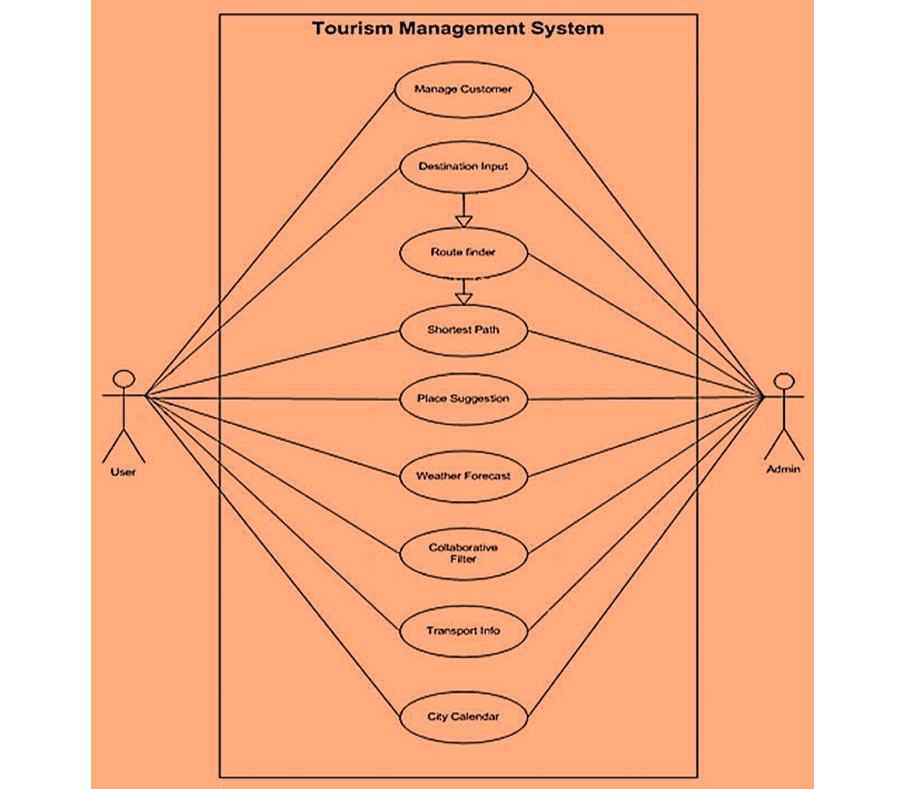 Tourism Management System
Manage Customer
Destination Input
Route finder
Shortest Path
Place Suggestion
Weather Forecast
Collaborative
Filter
Transport Info
City Calendar
User
Admin